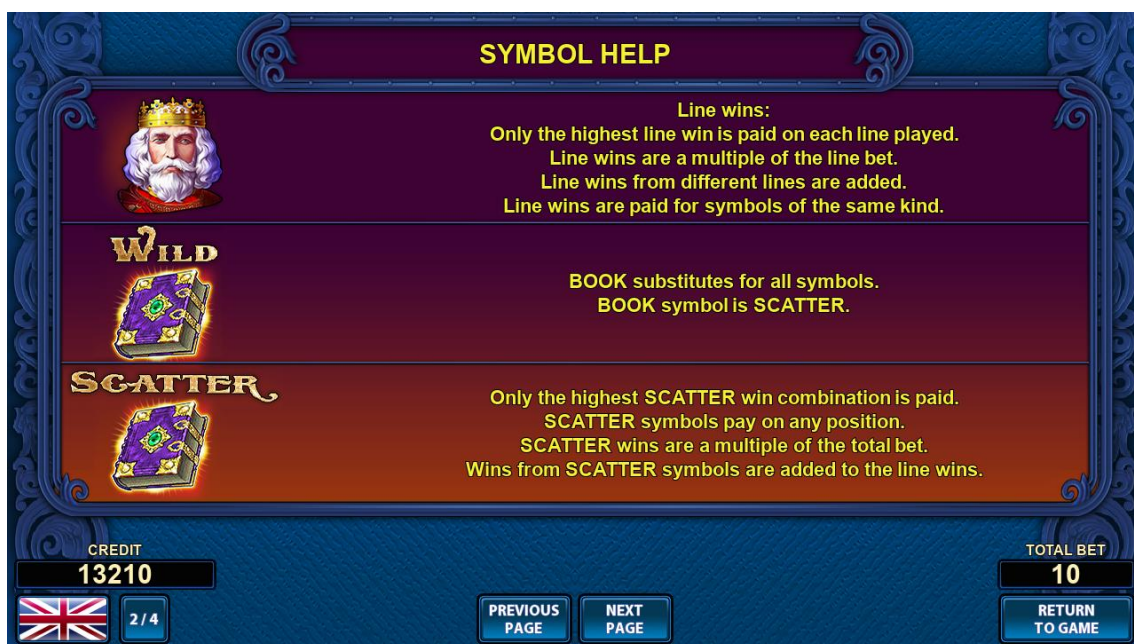 SYMBOL HELP
Line wins:
Only the highest line win is paid on each line played.
Line wins are a multiple of the line bet.
Line wins from different lines are added.
Line wins are paid for symbols of the same kind.
WILD
BOOK substitutes for all symbols.
BOOK symbol is SCATTER.
SCATTER
Only the highest SCATTER win combination is paid.
SCATTER symbols pay on any position.
SCATTER wins are a multiple of the total bet.
Wins from SCATTER symbols are added to the line wins.
CREDIT
13210
TOTAL BET
10
2/4
PREVIOUS
PAGE
NEXT
PAGE
RETURN
TO GAME